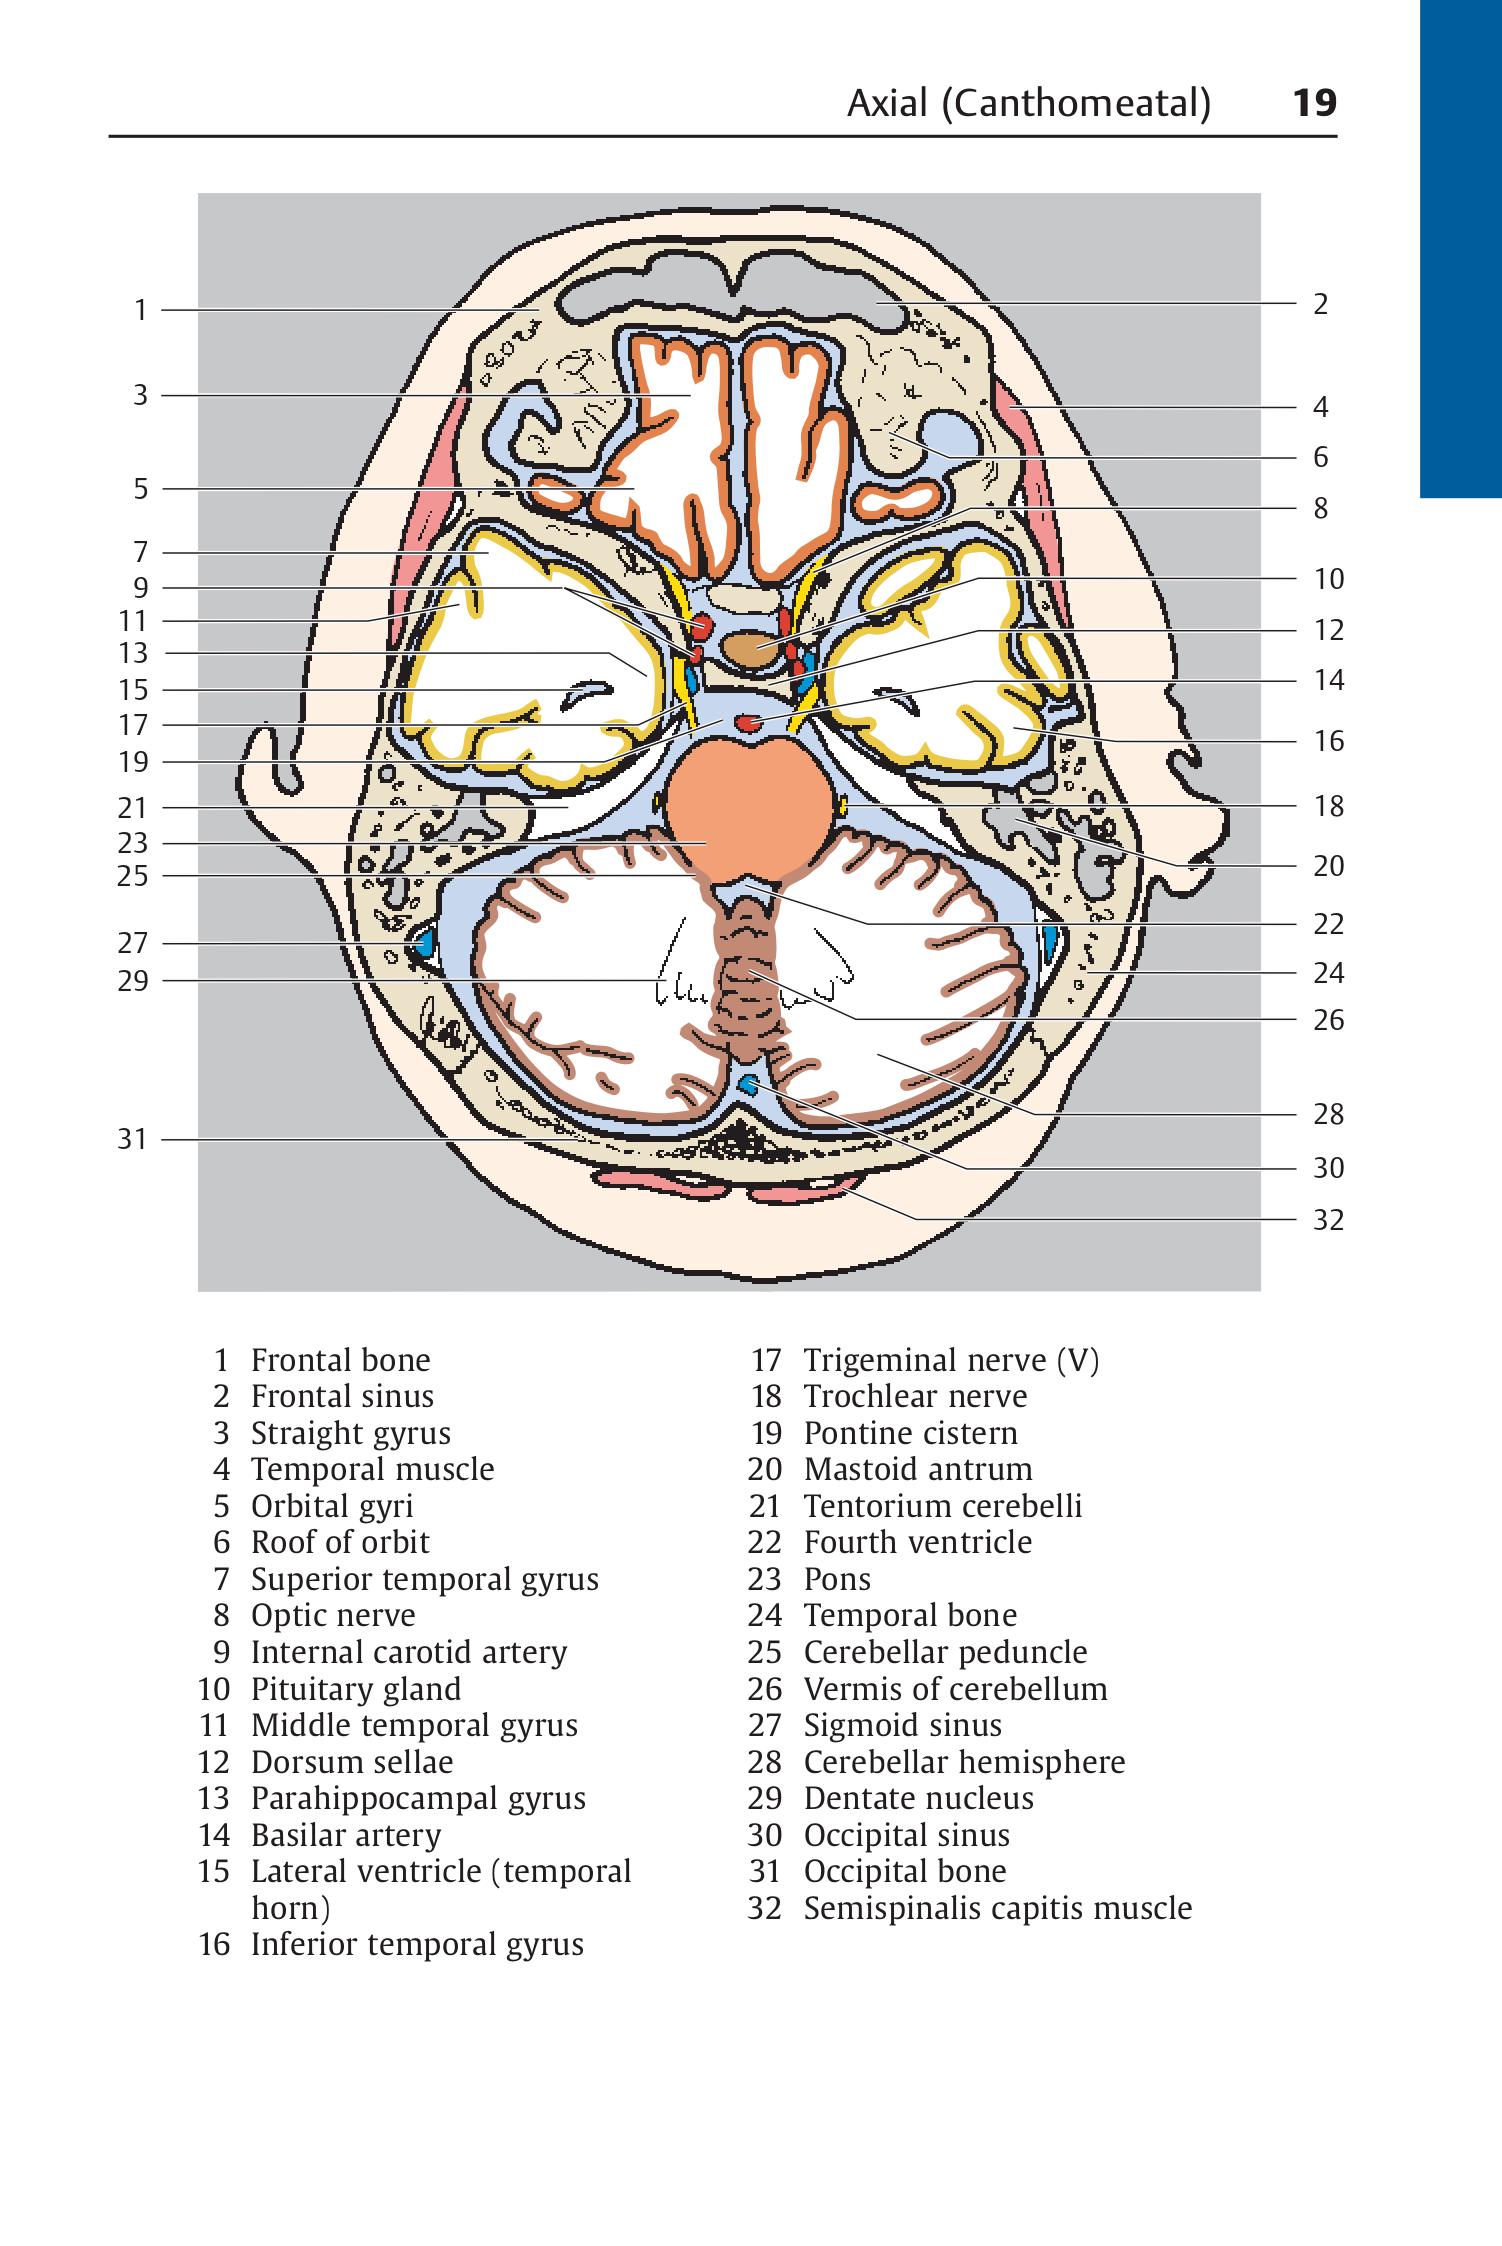 Axial (Canthomeatal) 19
1
2
3
4
5
6
7
8
9
10
11
12
13
14
15
16
17
18
19
20
21
22
23
24
25
26
27
28
29
30
31
32
1 Frontal bone
2 Frontal sinus
3 Straight gyrus
4 Temporal muscle
5 Orbital gyri
6 Roof of orbit
7 Superior temporal gyrus
8 Optic nerve
9 Internal carotid artery
10 Pituitary gland
11 Middle temporal gyrus
12 Dorsum sellae
13 Parahippocampal gyrus
14 Basilar artery
15 Lateral ventricle (temporal
horn)
16 Inferior temporal gyrus
17 Trigeminal nerve (V)
18 Trochlear nerve
19 Pontine cistern
20 Mastoid antrum
21 Tentorium cerebelli
22 Fourth ventricle
23 Pons
24 Temporal bone
25 Cerebellar peduncle
26 Vermis of cerebellum
27 Sigmoid sinus
28 Cerebellar hemisphere
29 Dentate nucleus
30 Occipital sinus
31 Occipital bone
32 Semispinalis capitis muscle